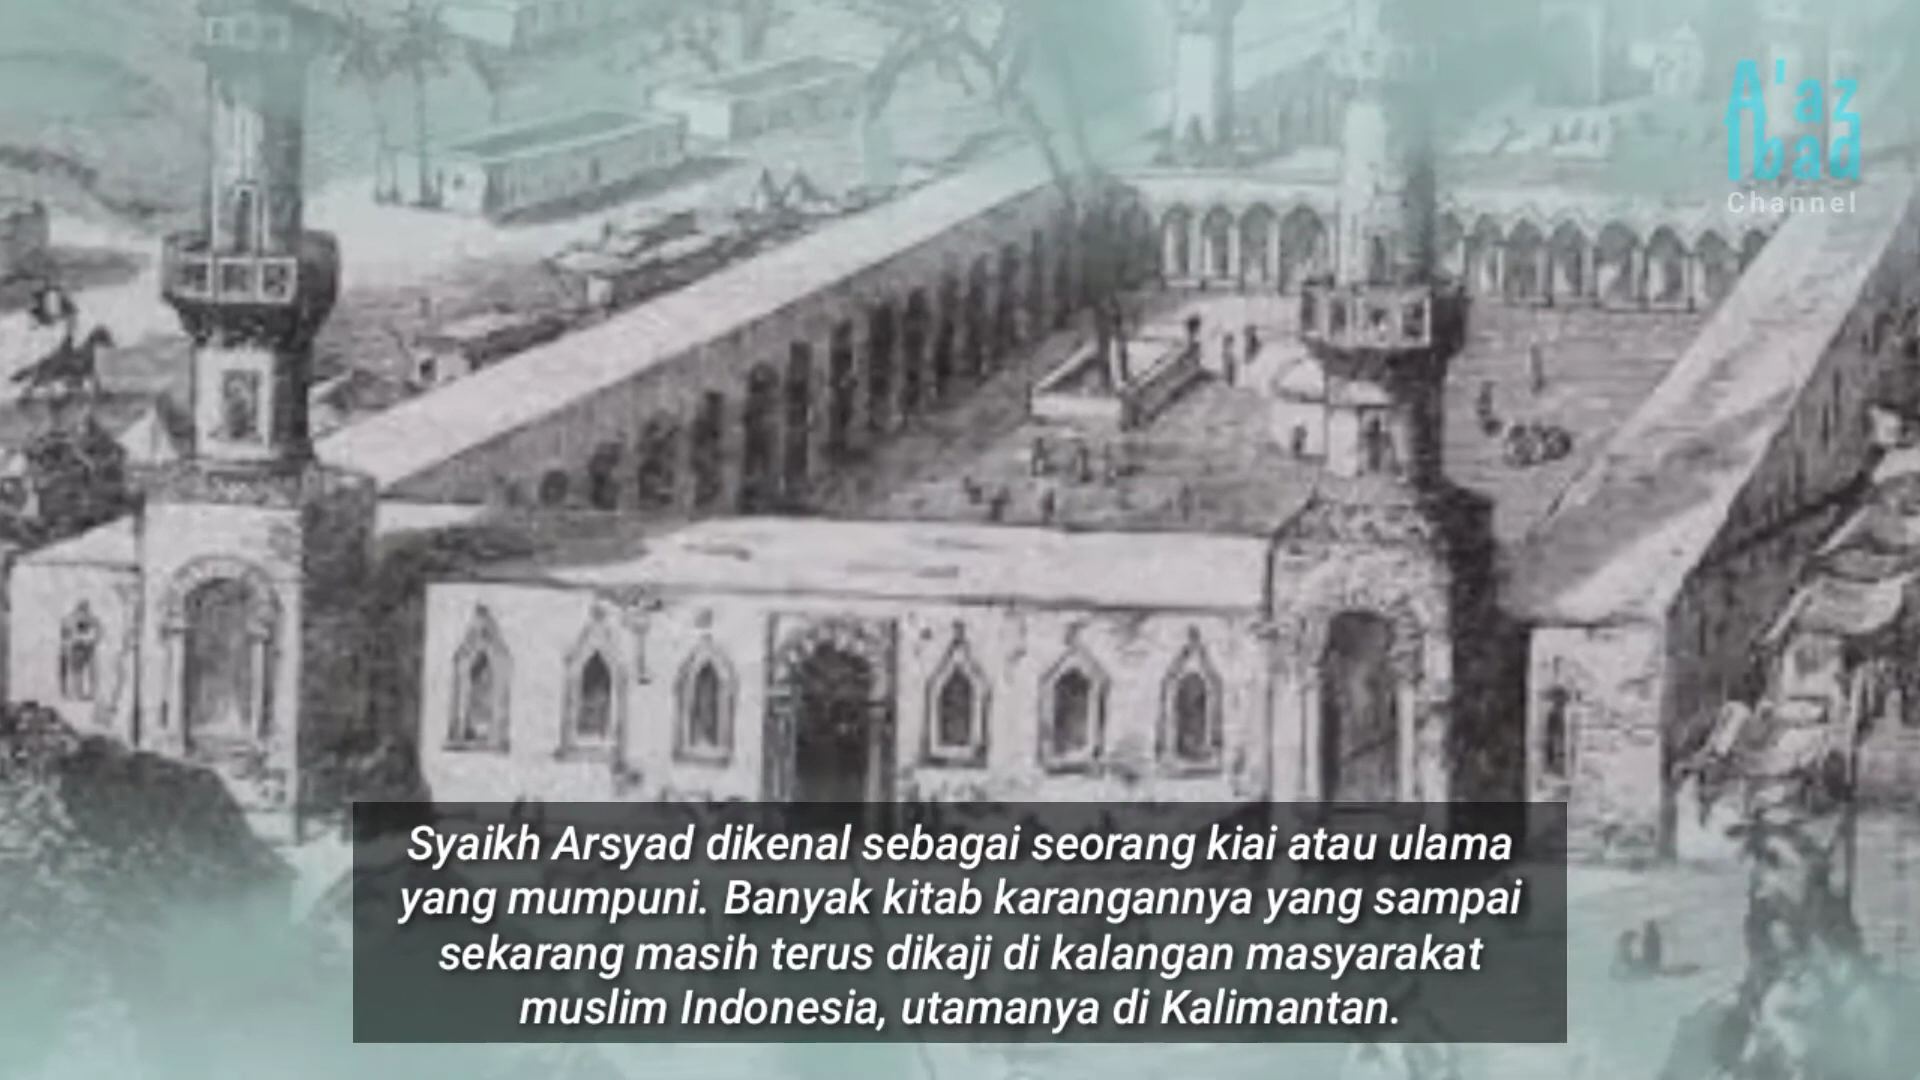 A'az
Ibad
Channel
Syaikh Arsyad dikenal sebagai seorang kiai atau ulama
yang mumpuni. Banyak kitab karangannya yang sampai
sekarang masih terus dikaji di kalangan masyarakat
muslim Indonesia, utamanya di Kalimantan.